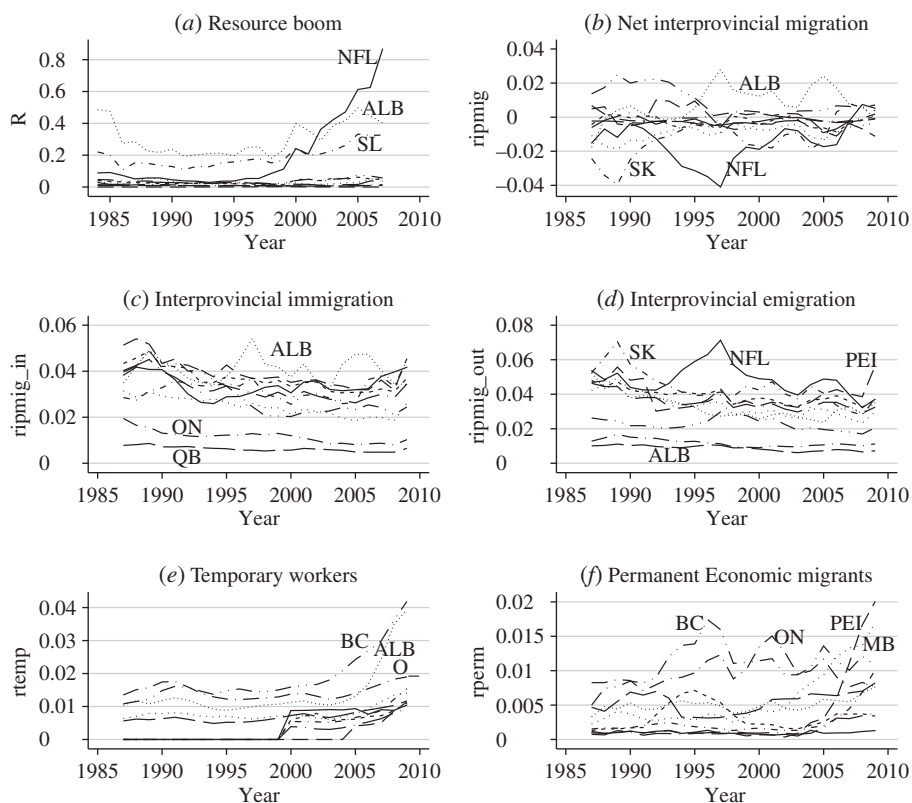 (a) Resource boom
R
0.8
0.6
0.4
0.2
0
NFL
ALB
SL
1985 1990 1995 2000 2005 2010
Year
(b) Net interprovincial migration
ripmig
0.04
0.02
0
−0.02
−0.04
ALB
SK
NFL
1985 1990 1995 2000 2005 2010
Year
(c) Interprovincial immigration
ripmig_in
0.06
0.04
0.02
0
ALB
ON
QB
1985 1990 1995 2000 2005 2010
Year
(d) Interprovincial emigration
ripmig_out
0.08
0.06
0.04
0.02
0
SK
NFL
PEI
ALB
1985 1990 1995 2000 2005 2010
Year
(e) Temporary workers
rtemp
0.04
0.03
0.02
0.01
0
BC
ALB
O
1985 1990 1995 2000 2005 2010
Year
(f) Permanent Economic migrants
rperm
0.02
0.015
0.01
0.005
0
BC
ON
PEI
MB
1985 1990 1995 2000 2005 2010
Year